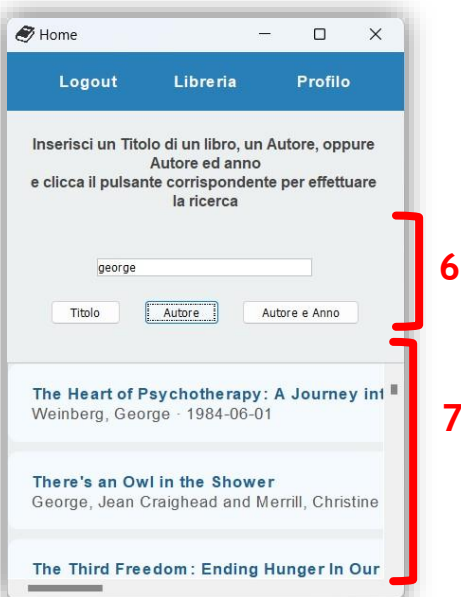 Home
Logout Libreria Profilo
Inserisci un Titolo di un libro, un Autore, oppure
Autore ed anno
e clicca il pulsante corrispondente per effettuare
la ricerca
6
george
Titolo Autore Autore e Anno
The Heart of Psychotherapy: A Journey int
Weinberg, George · 1984-06-01
7
There's an Owl in the Shower
George, Jean Craighead and Merrill, Christine
The Third Freedom: Ending Hunger In Our